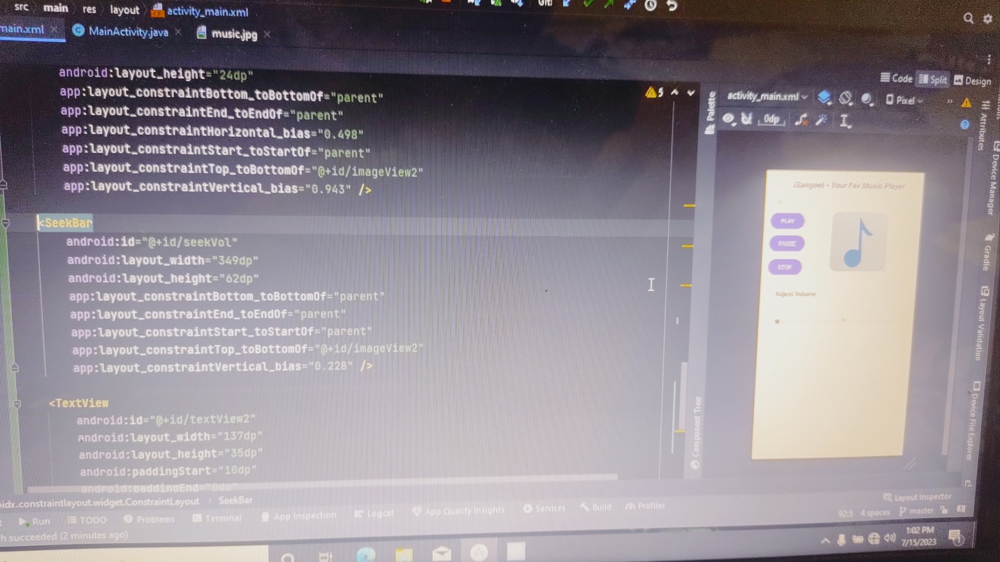 src main res layout activity_main.xml
main.xml MainActivity.java music.jpg
Code Split Design
android:layout_height="24dp"
app:layout_constraintBottom_toBottomOf="parent"
app:layout_constraintEnd_toEndOf="parent"
app:layout_constraintHorizontal_bias="0.498"
app:layout_constraintStart_toStartOf="parent"
app:layout_constraintTop_toBottomOf="@+id/imageView2"
app:layout_constraintVertical_bias="0.943" />
<SeekBar
android:id="@+id/seekVol"
android:layout_width="349dp"
android:layout_height="62dp"
app:layout_constraintBottom_toBottomOf="parent"
app:layout_constraintEnd_toEndOf="parent"
app:layout_constraintStart_toStartOf="parent"
app:layout_constraintTop_toBottomOf="@+id/imageView2"
app:layout_constraintVertical_bias="0.228" />
<TextView
android:id="@+id/textView2"
android:layout_width="137dp"
android:layout_height="35dp"
android:paddingStart="10dp"
5
Palette
Component Tree
activity_main.xml Pixel
0dp
iSangeet - Your Fav Music Player
PLAY
PAUSE
STOP
Adjust Volume
Attributes
Device Manager
Gradle
Layout Validation
Device File Explorer
idx.constraintlayout.widget.ConstraintLayout SeekBar
Layout Inspector
Run TODO Problems Terminal App Inspection Logcat App Quality Insights Services Build Profiler
92:5 4 spaces master
h succeeded (2 minutes ago)
1:02 PM
7/15/2023
1